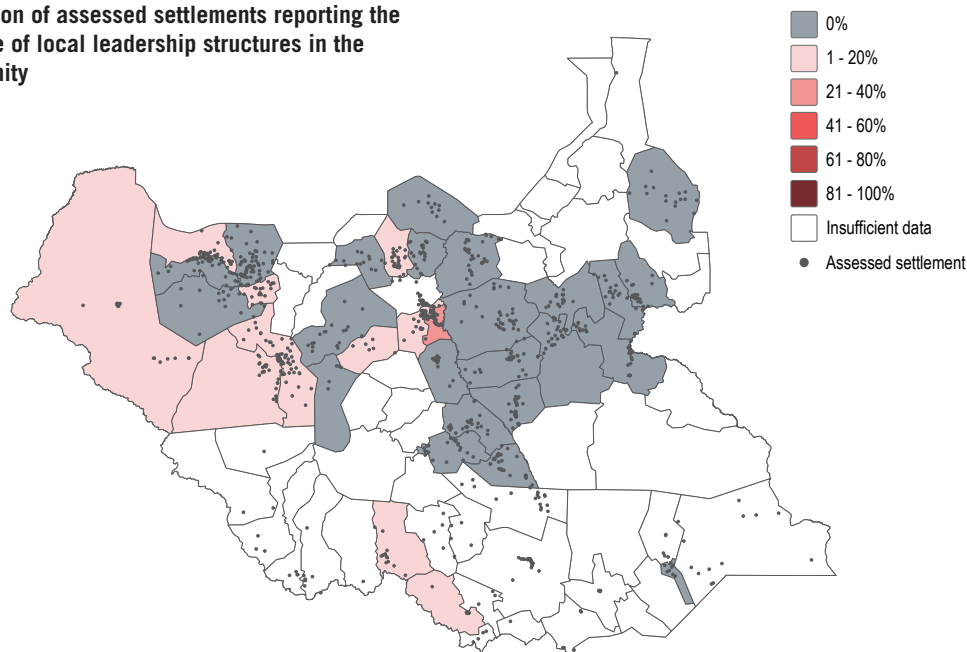 ion of assessed settlements reporting the
e of local leadership structures in the
nity
0%
1 - 20%
21 - 40%
41 - 60%
61 - 80%
81 - 100%
Insufficient data
Assessed settlement